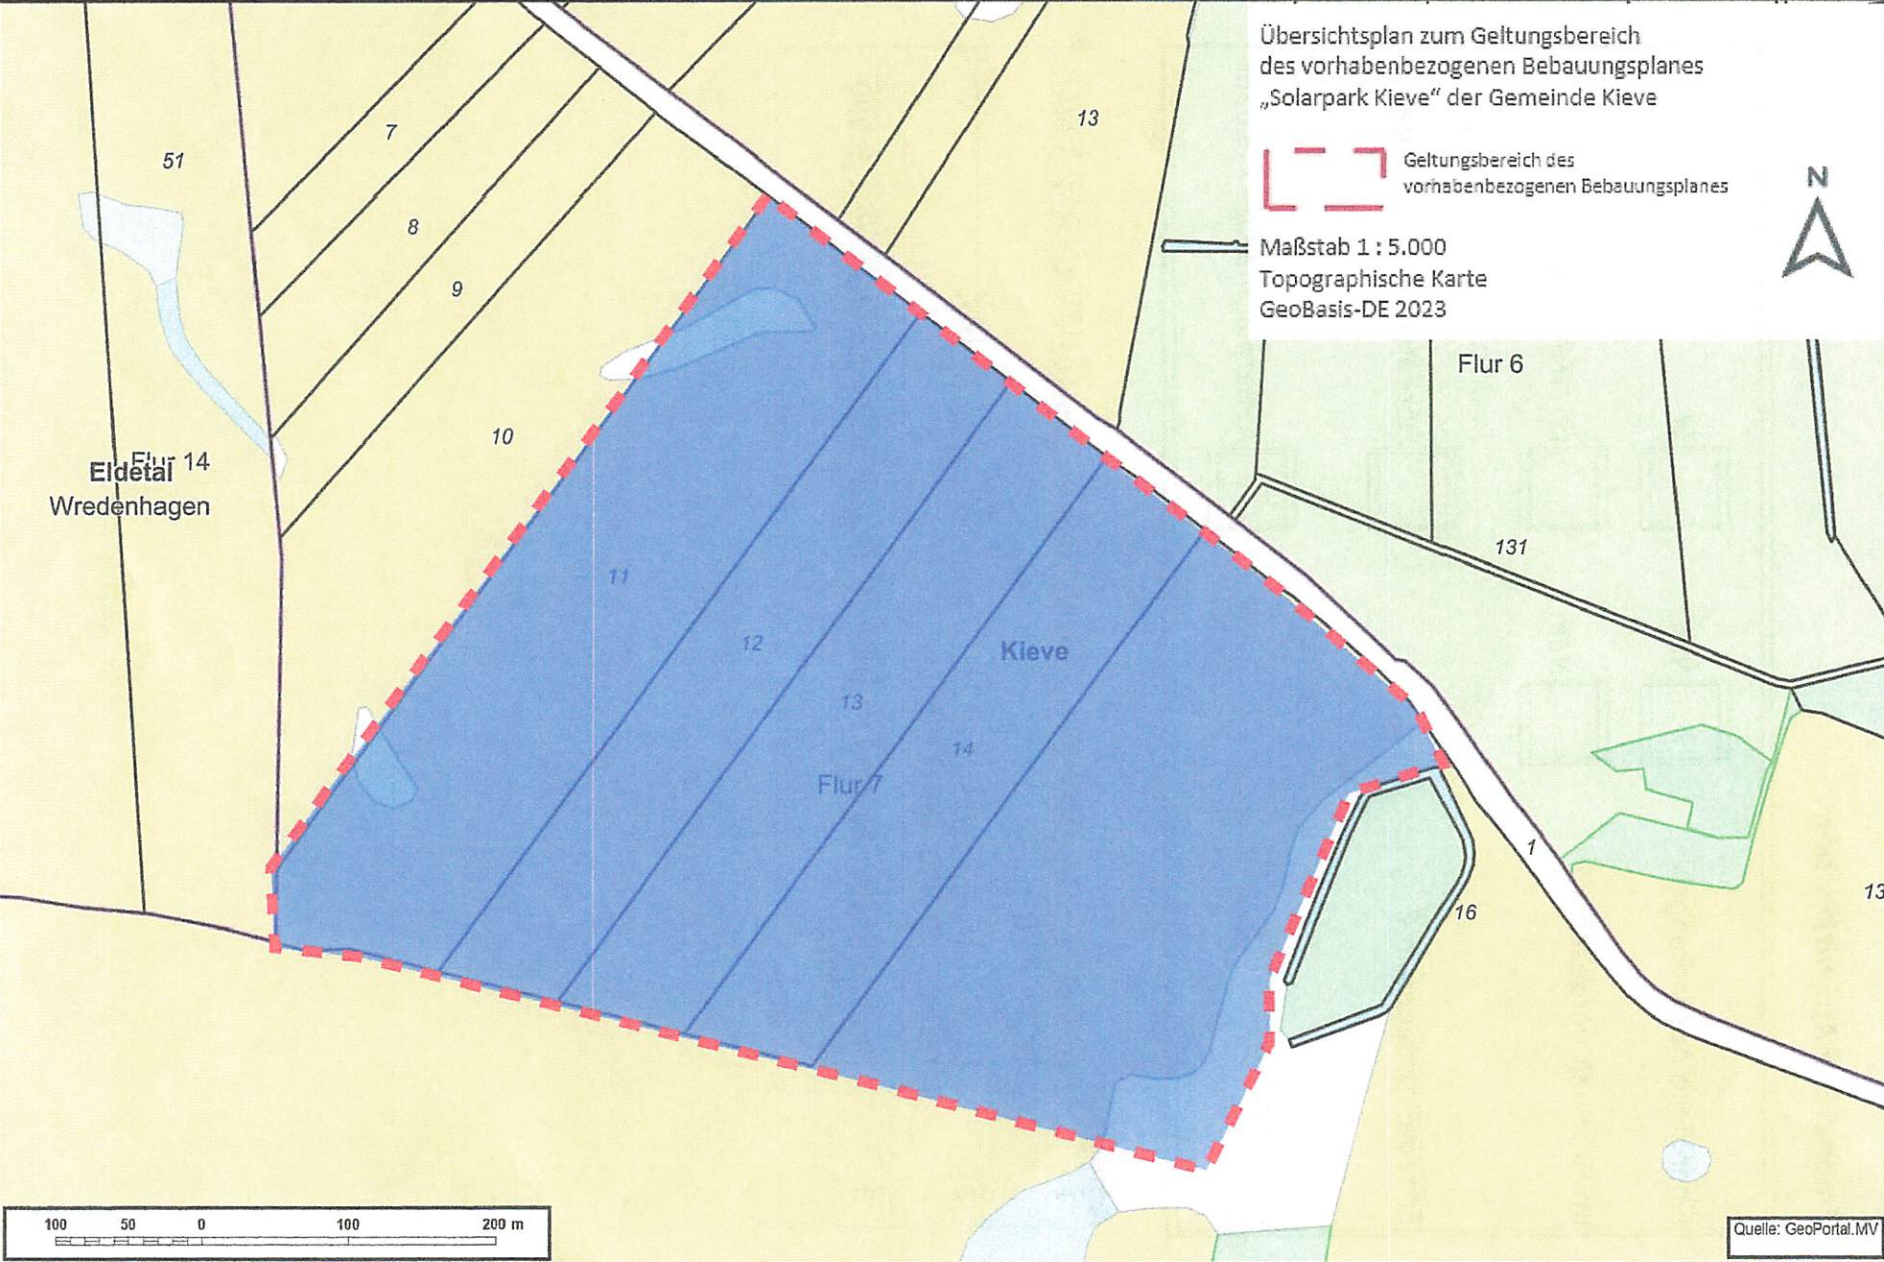 Übersichtsplan zum Geltungsbereich
des vorhabenbezogenen Bebauungsplanes
„Solarpark Kieve“ der Gemeinde Kieve
Geltungsbereich des
vorhabenbezogenen Bebauungsplanes
N
Maßstab 1 : 5.000
Topographische Karte
GeoBasis-DE 2023
51
7
8
9
10
13
Flur 6
Flur 14
Eldetal
Wredenhagen
131
11
12
13
14
Kieve
Flur 7
1
16
13
100 50 0 100 200 m
Quelle: GeoPortal.MV